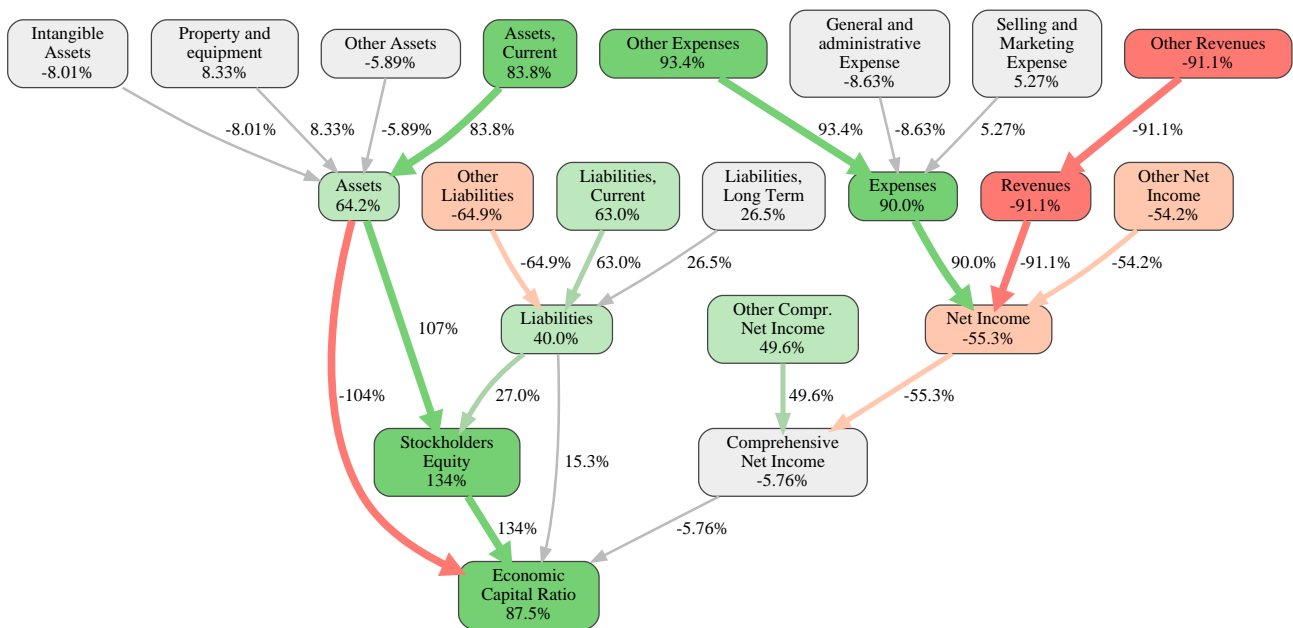 Intangible
Assets
-8.01%
Property and
equipment
8.33%
Other Assets
-5.89%
Assets,
Current
83.8%
Other Expenses
93.4%
General and
administrative
Expense
-8.63%
Selling and
Marketing
Expense
5.27%
Other Revenues
-91.1%
-8.01%
8.33%
-5.89%
83.8%
93.4%
-8.63%
5.27%
-91.1%
Assets
64.2%
Other
Liabilities
-64.9%
Liabilities,
Current
63.0%
Liabilities,
Long Term
26.5%
Expenses
90.0%
Revenues
-91.1%
Other Net
Income
-54.2%
-64.9%
63.0%
26.5%
90.0%
-91.1%
-54.2%
107%
Liabilities
40.0%
Other Compr.
Net Income
49.6%
Net Income
-55.3%
-104%
27.0%
49.6%
-55.3%
Stockholders
Equity
134%
15.3%
Comprehensive
Net Income
-5.76%
134%
-5.76%
Economic
Capital Ratio
87.5%